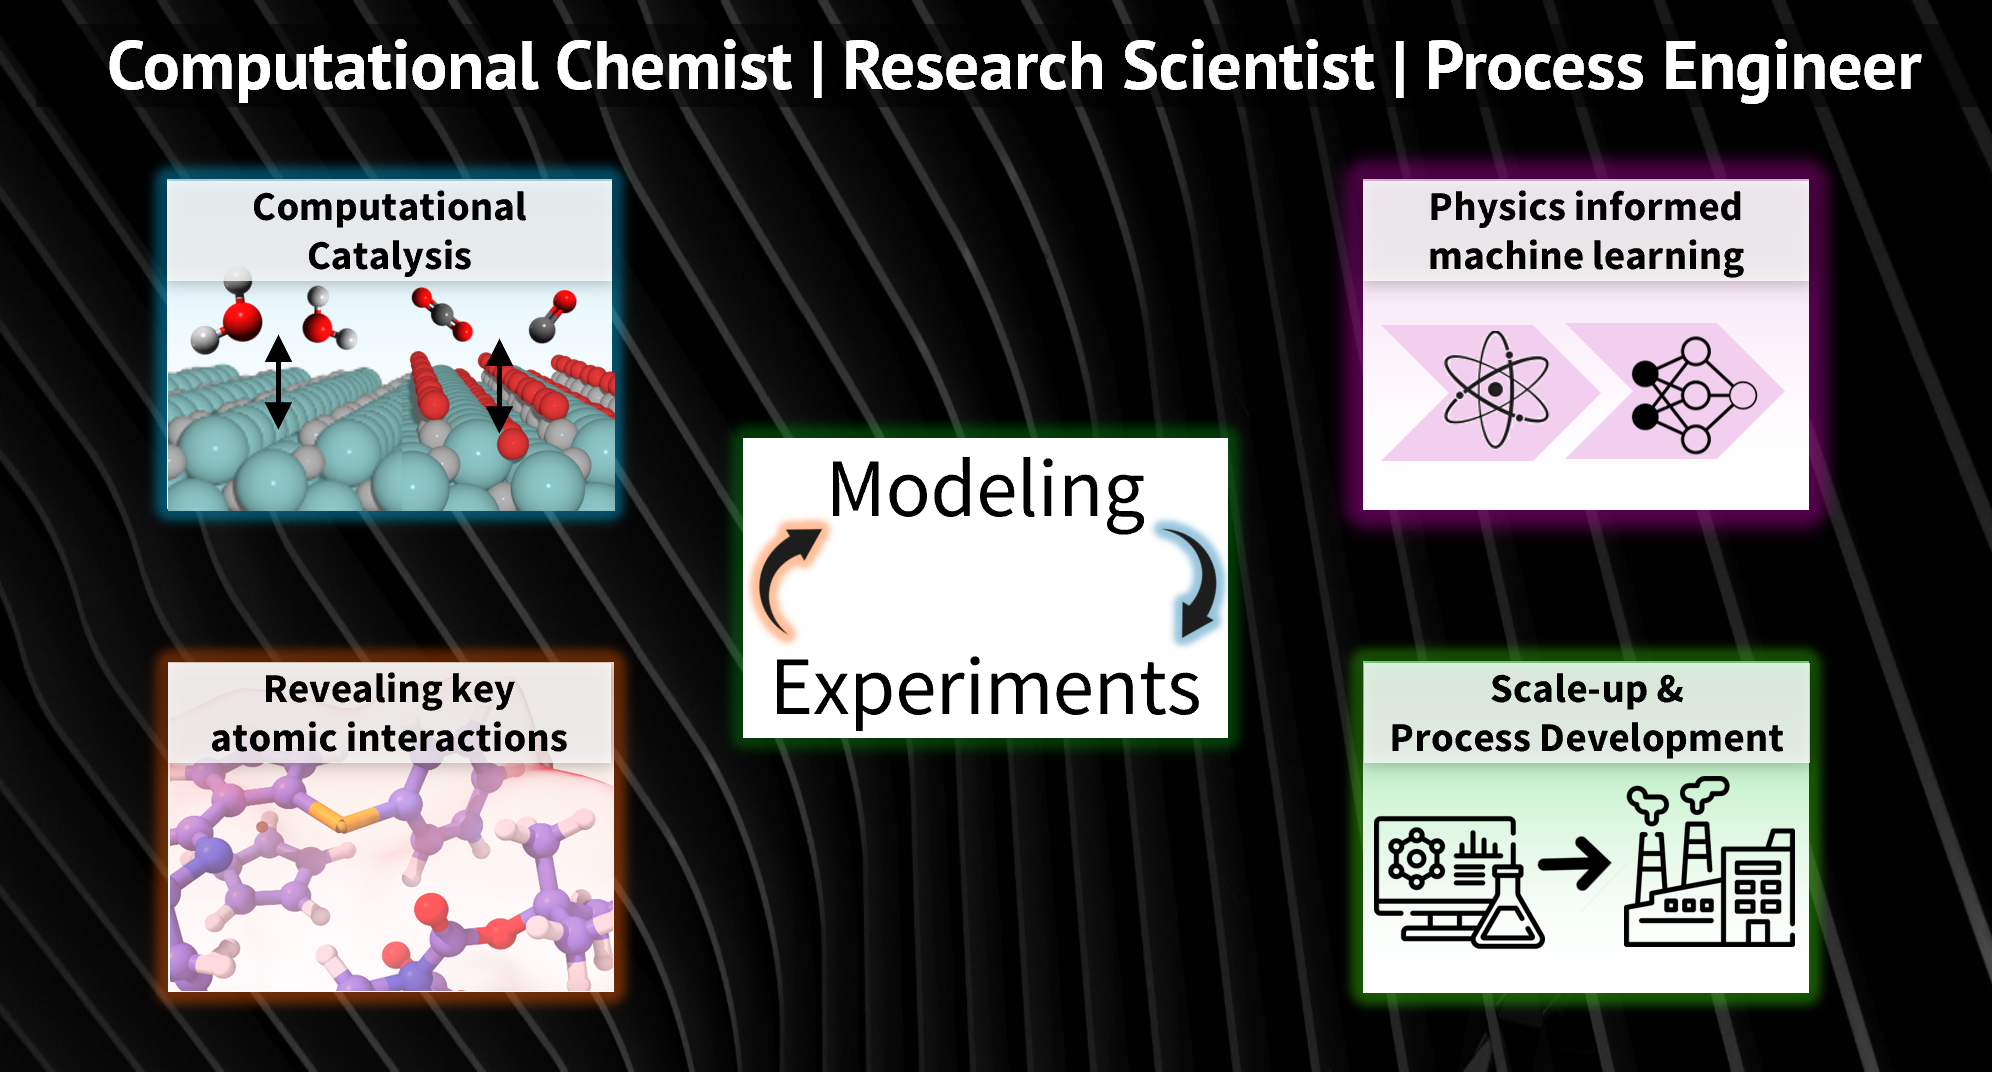 Computational Chemist | Research Scientist | Process Engineer
Computational
Catalysis
Physics informed
machine learning
Modeling
Experiments
Revealing key
atomic interactions
Scale-up &
Process Development